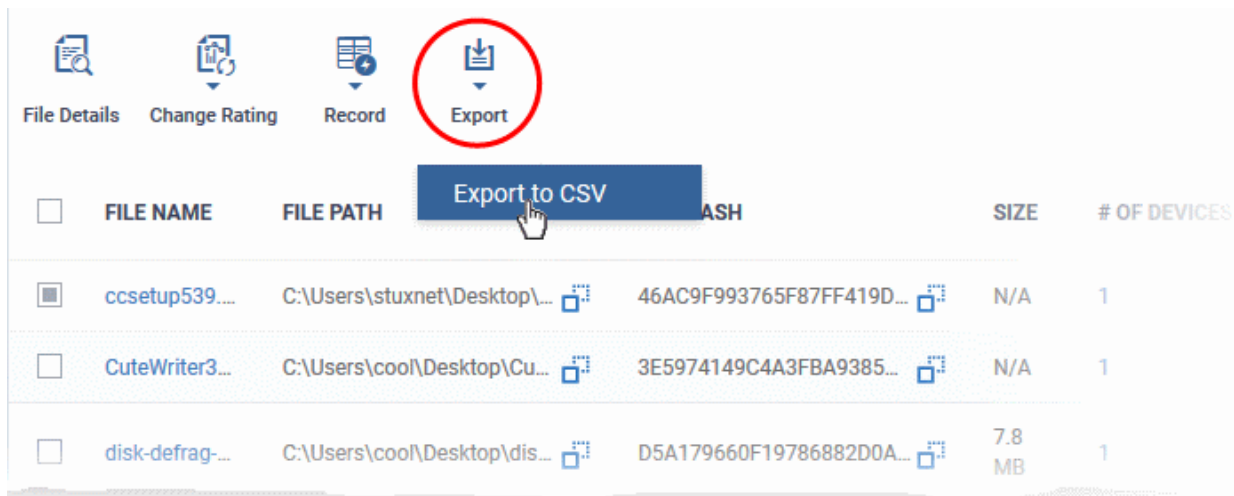 File Details Change Rating Record Export
Export to CSV
FILE NAME FILE PATH ASH SIZE # OF DEVICES
ccsetup539.... C:\Users\stuxnet\Desktop\... 46AC9F993765F87FF419D... N/A 1
CuteWriter3... C:\Users\cool\Desktop\Cu... 3E5974149C4A3FBA9385... N/A 1
disk-defrag-... C:\Users\cool\Desktop\dis... D5A179660F19786882D0A... 7.8 MB 1